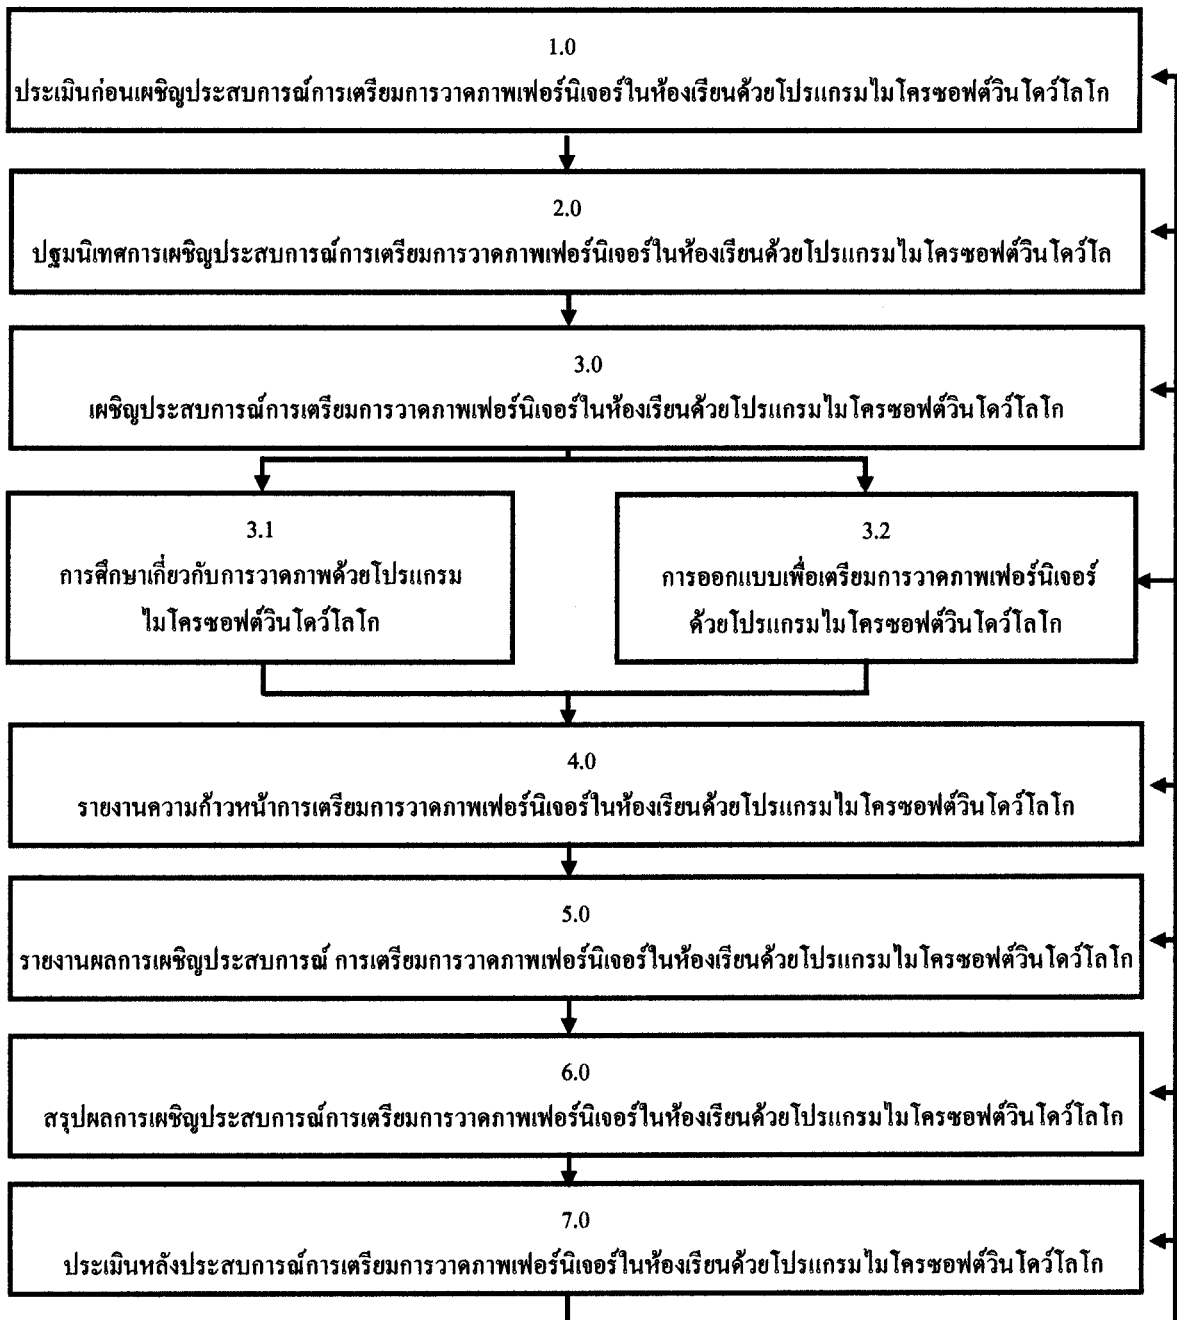 1.0
ประเมินก่อนเผชิญประสบการณ์การเตรียมการวาดภาพเฟอร์นิเจอร์ในห้องเรียนด้วยโปรแกรมไมโครซอฟต์วินโดว์โลโก
2.0
ปฐมนิเทศการเผชิญประสบการณ์การเตรียมการวาดภาพเฟอร์นิเจอร์ในห้องเรียนด้วยโปรแกรมไมโครซอฟต์วินโดว์โล
3.0
เผชิญประสบการณ์การเตรียมการวาดภาพเฟอร์นิเจอร์ในห้องเรียนด้วยโปรแกรมไมโครซอฟต์วินโดว์โลโก
3.1
การศึกษาเกี่ยวกับการวาดภาพด้วยโปรแกรม
ไมโครซอฟต์วินโดว์โลโก
3.2
การออกแบบเพื่อเตรียมการวาดภาพเฟอร์นิเจอร์
ด้วยโปรแกรมไมโครซอฟต์วินโดว์โลโก
4.0
รายงานความก้าวหน้าการเตรียมการวาดภาพเฟอร์นิเจอร์ในห้องเรียนด้วยโปรแกรมไมโครซอฟต์วินโดว์โลโก
5.0
รายงานผลการเผชิญประสบการณ์ การเตรียมการวาดภาพเฟอร์นิเจอร์ในห้องเรียนด้วยโปรแกรมไมโครซอฟต์วินโดว์โลโก
6.0
สรุปผลการเผชิญประสบการณ์การเตรียมการวาดภาพเฟอร์นิเจอร์ในห้องเรียนด้วยโปรแกรมไมโครซอฟต์วินโดว์โลโก
7.0
ประเมินหลังประสบการณ์การเตรียมการวาดภาพเฟอร์นิเจอร์ในห้องเรียนด้วยโปรแกรมไมโครซอฟต์วินโดว์โลโก